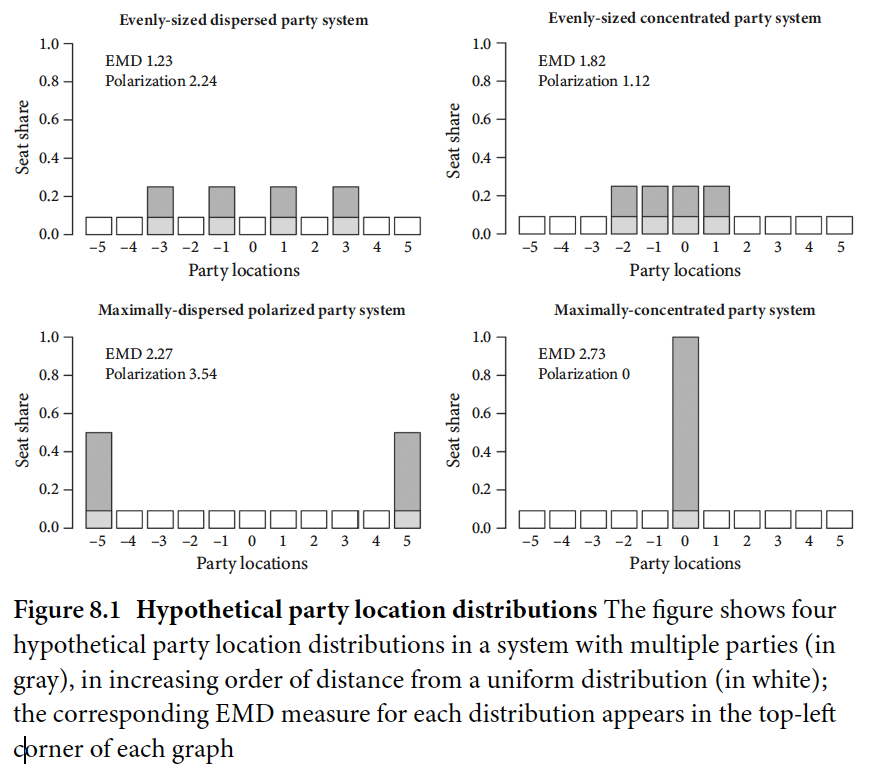 Evenly-sized dispersed party system
EMD 1.23
Polarization 2.24
Seat share
1.0
0.8
0.6
0.4
0.2
0.0
–5 –4 –3 –2 –1 0 1 2 3 4 5
Party locations
Evenly-sized concentrated party system
EMD 1.82
Polarization 1.12
Seat share
1.0
0.8
0.6
0.4
0.2
0.0
–5 –4 –3 –2 –1 0 1 2 3 4 5
Party locations
Maximally-dispersed polarized party system
EMD 2.27
Polarization 3.54
Seat share
1.0
0.8
0.6
0.4
0.2
0.0
–5 –4 –3 –2 –1 0 1 2 3 4 5
Party locations
Maximally-concentrated party system
EMD 2.73
Polarization 0
Seat share
1.0
0.8
0.6
0.4
0.2
0.0
–5 –4 –3 –2 –1 0 1 2 3 4 5
Party locations
Figure 8.1 Hypothetical party location distributions The figure shows four
hypothetical party location distributions in a system with multiple parties (in
gray), in increasing order of distance from a uniform distribution (in white);
the corresponding EMD measure for each distribution appears in the top-left
corner of each graph